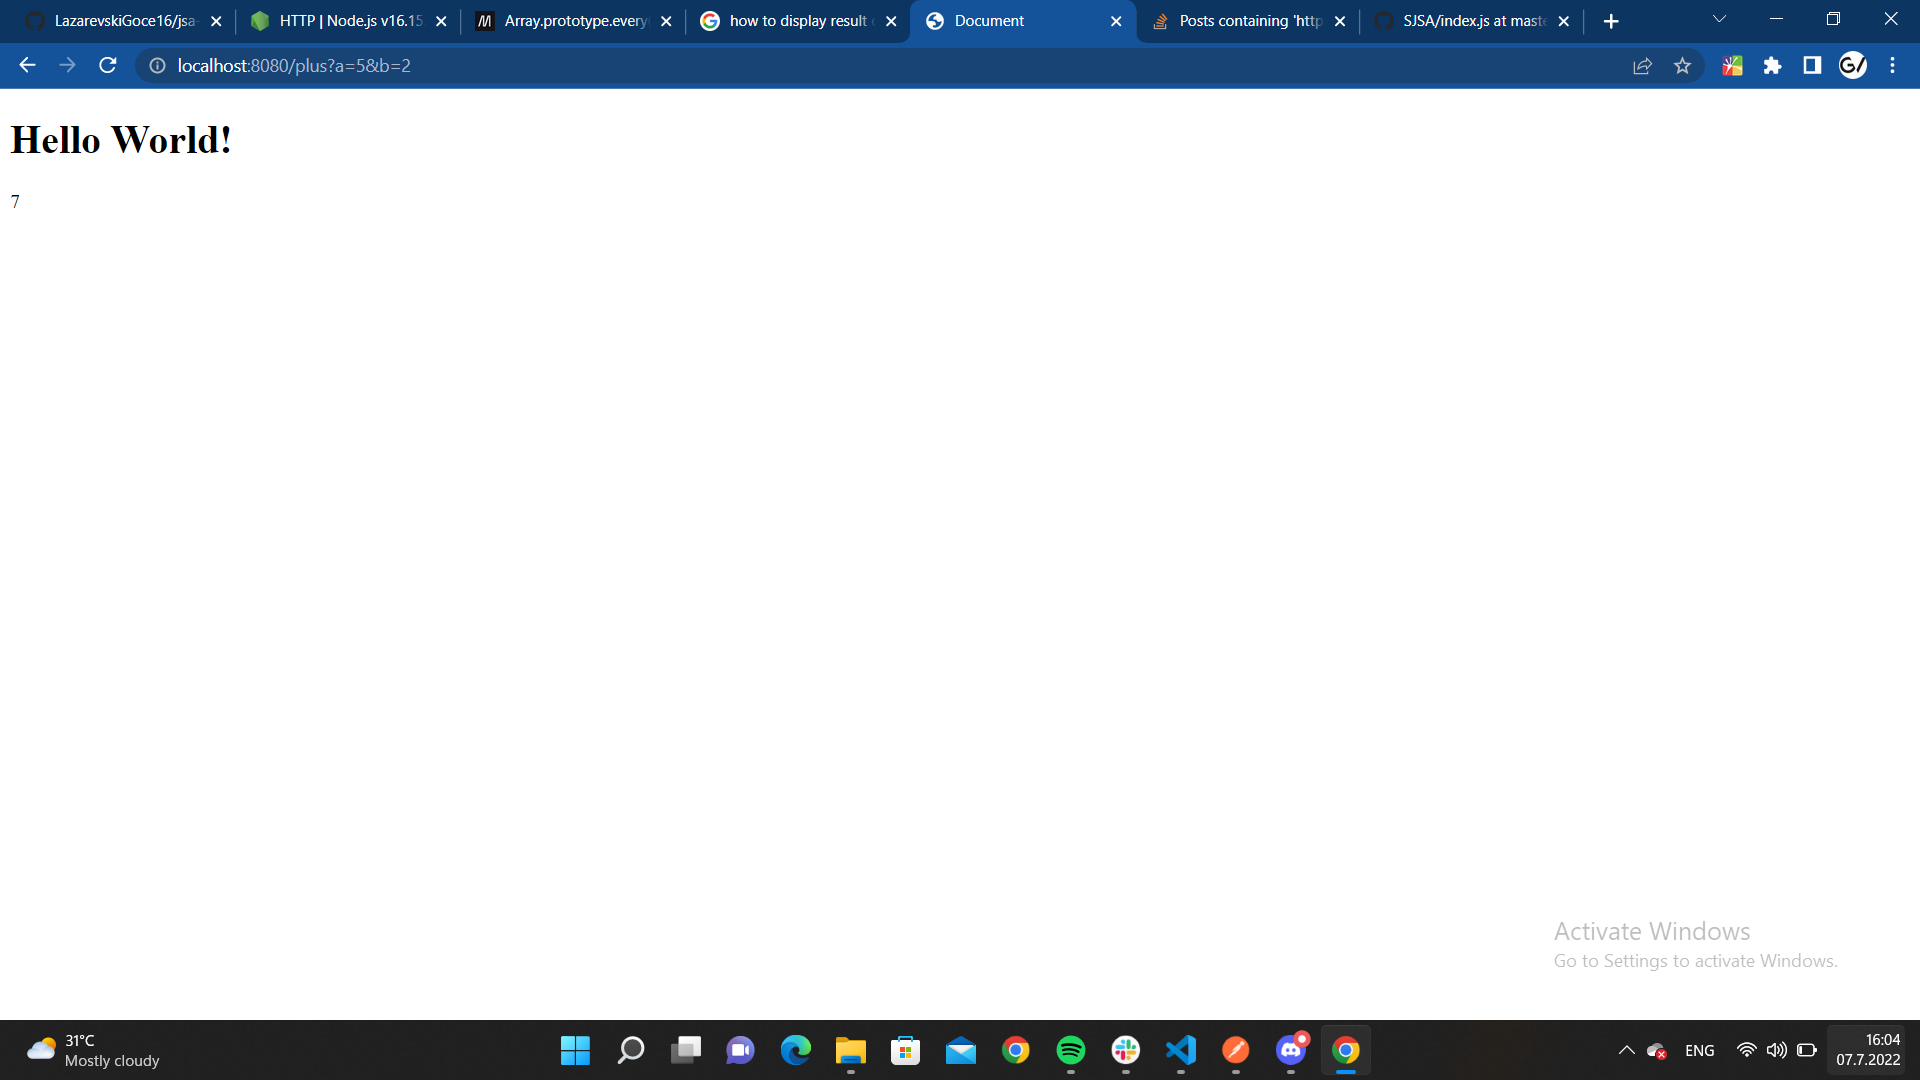 LazarevskiGoce16/jsa-
HTTP | Node.js v16.15
Array.prototype.every
how to display result
Document
Posts containing 'http
SJSA/index.js at maste
localhost:8080/plus?a=5&b=2
Hello World!
7
Activate Windows
Go to Settings to activate Windows.
31°C
Mostly cloudy
ENG
16:04
07.7.2022